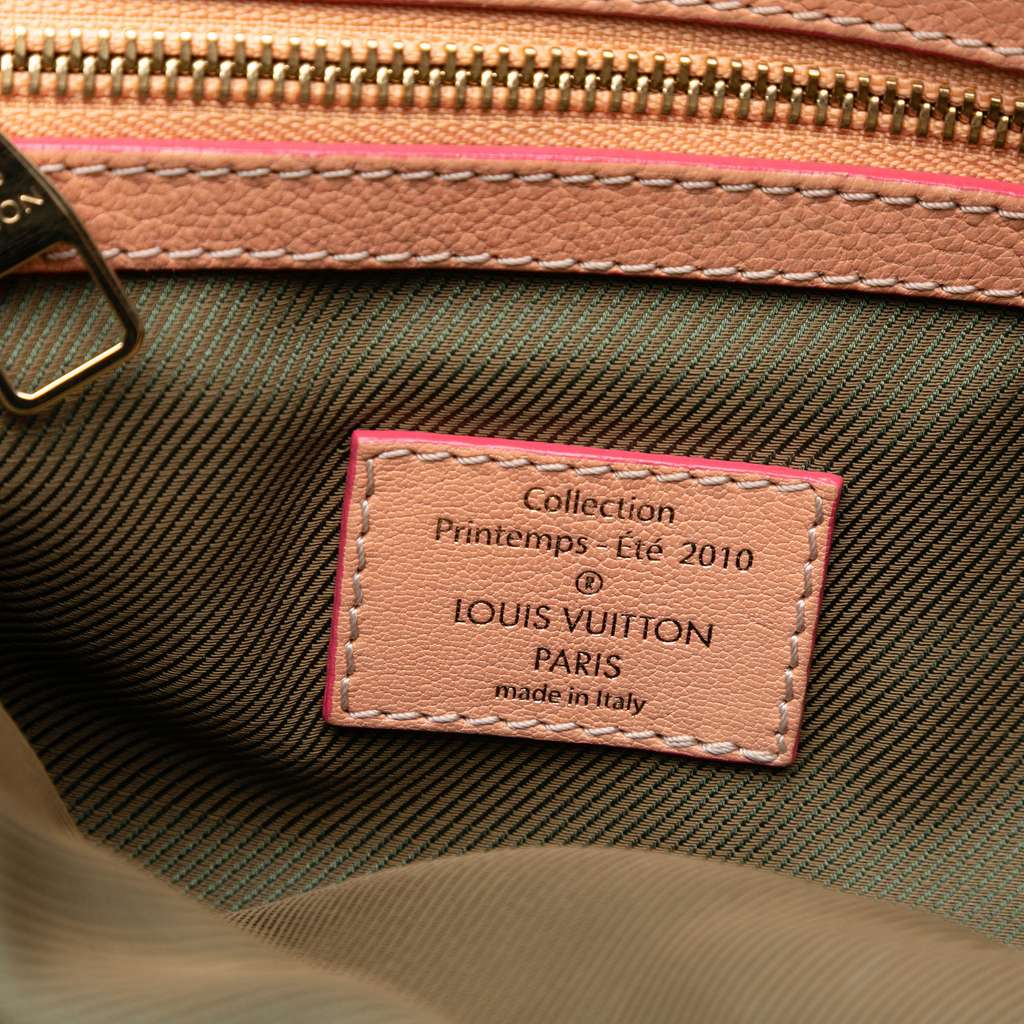 Collection
Printemps - Été 2010
®
LOUIS VUITTON
PARIS
made in Italy